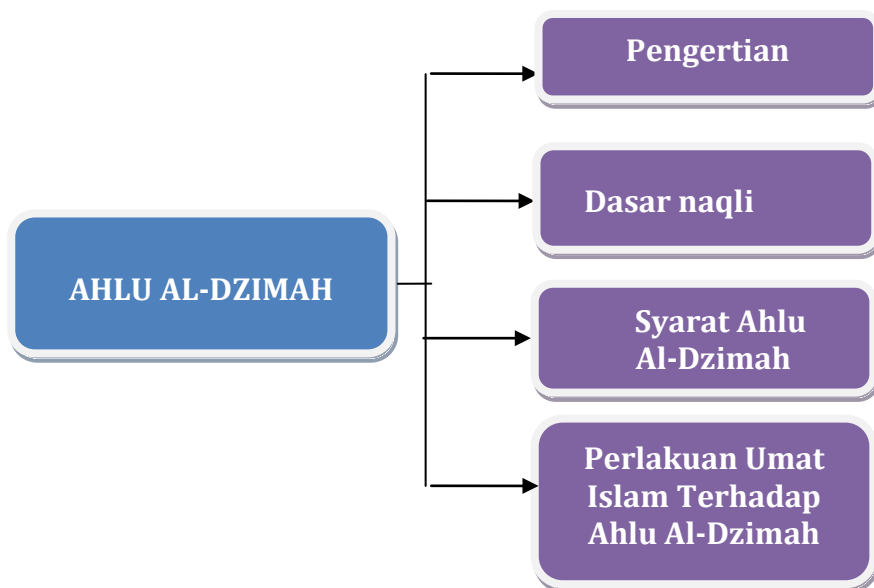 AHLU AL-DZIMAH
Pengertian
Dasar naqli
Syarat Ahlu
Al-Dzimah
Perlakuan Umat
Islam Terhadap
Ahlu Al-Dzimah